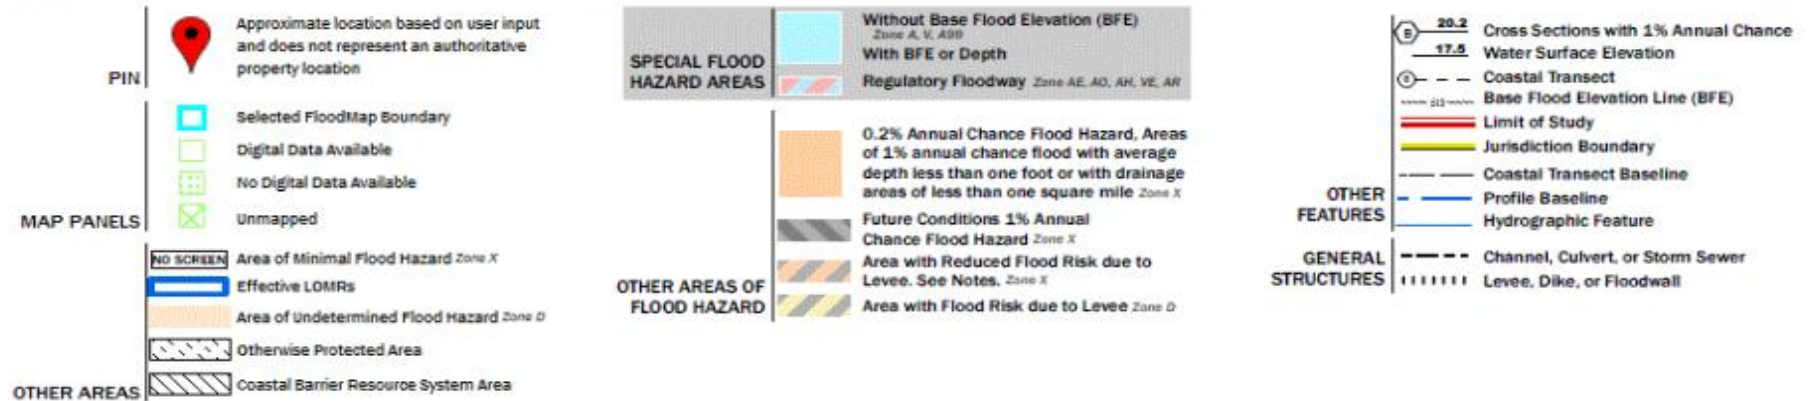 PIN
Approximate location based on user input
and does not represent an authoritative
property location
MAP PANELS
Selected FloodMap Boundary
Digital Data Available
No Digital Data Available
Unmapped
OTHER AREAS
NO SCREEN Area of Minimal Flood Hazard Zone X
Effective LOMRs
Area of Undetermined Flood Hazard Zone D
Otherwise Protected Area
Coastal Barrier Resource System Area
SPECIAL FLOOD
HAZARD AREAS
Without Base Flood Elevation (BFE)
Zone A, V, A99
With BFE or Depth
Regulatory Floodway Zone AE, AO, AH, VE, AR
OTHER AREAS OF
FLOOD HAZARD
0.2% Annual Chance Flood Hazard, Areas
of 1% annual chance flood with average
depth less than one foot or with drainage
areas of less than one square mile Zone X
Future Conditions 1% Annual
Chance Flood Hazard Zone X
Area with Reduced Flood Risk due to
Levee. See Notes. Zone X
Area with Flood Risk due to Levee Zone D
OTHER
FEATURES
B 20.2 Cross Sections with 1% Annual Chance
17.5 Water Surface Elevation
Coastal Transect
Base Flood Elevation Line (BFE)
Limit of Study
Jurisdiction Boundary
Coastal Transect Baseline
Profile Baseline
Hydrographic Feature
GENERAL
STRUCTURES
Channel, Culvert, or Storm Sewer
Levee, Dike, or Floodwall